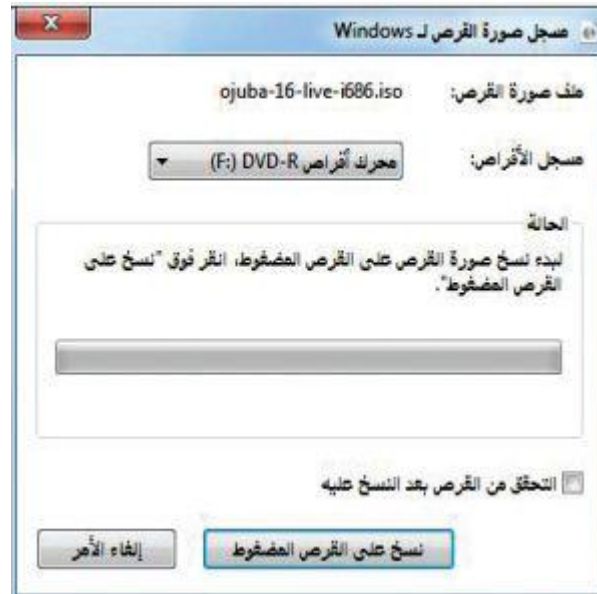 مسجل صورة القرص لـ Windows
ملف صورة القرص: ojuba-16-live-i686.iso
مسجل الأقراص: محرك أقراص DVD-R (F:)
الحالة
لبدء نسخ صورة القرص على القرص المضغوط، انقر فوق "نسخ على
القرص المضغوط".
التحقق من القرص بعد النسخ عليه
نسخ على القرص المضغوط إلغاء الأمر